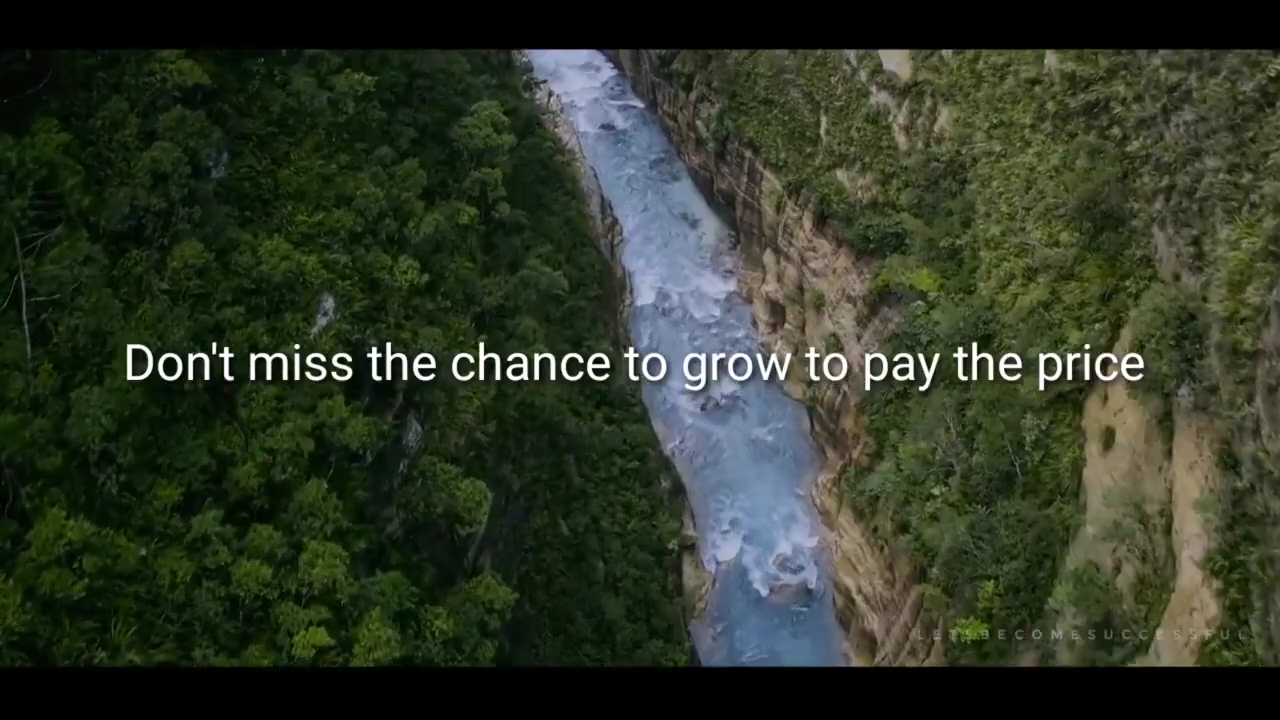 Don't miss the chance to grow to pay the price
LETSBECOMESUCCESSFUL